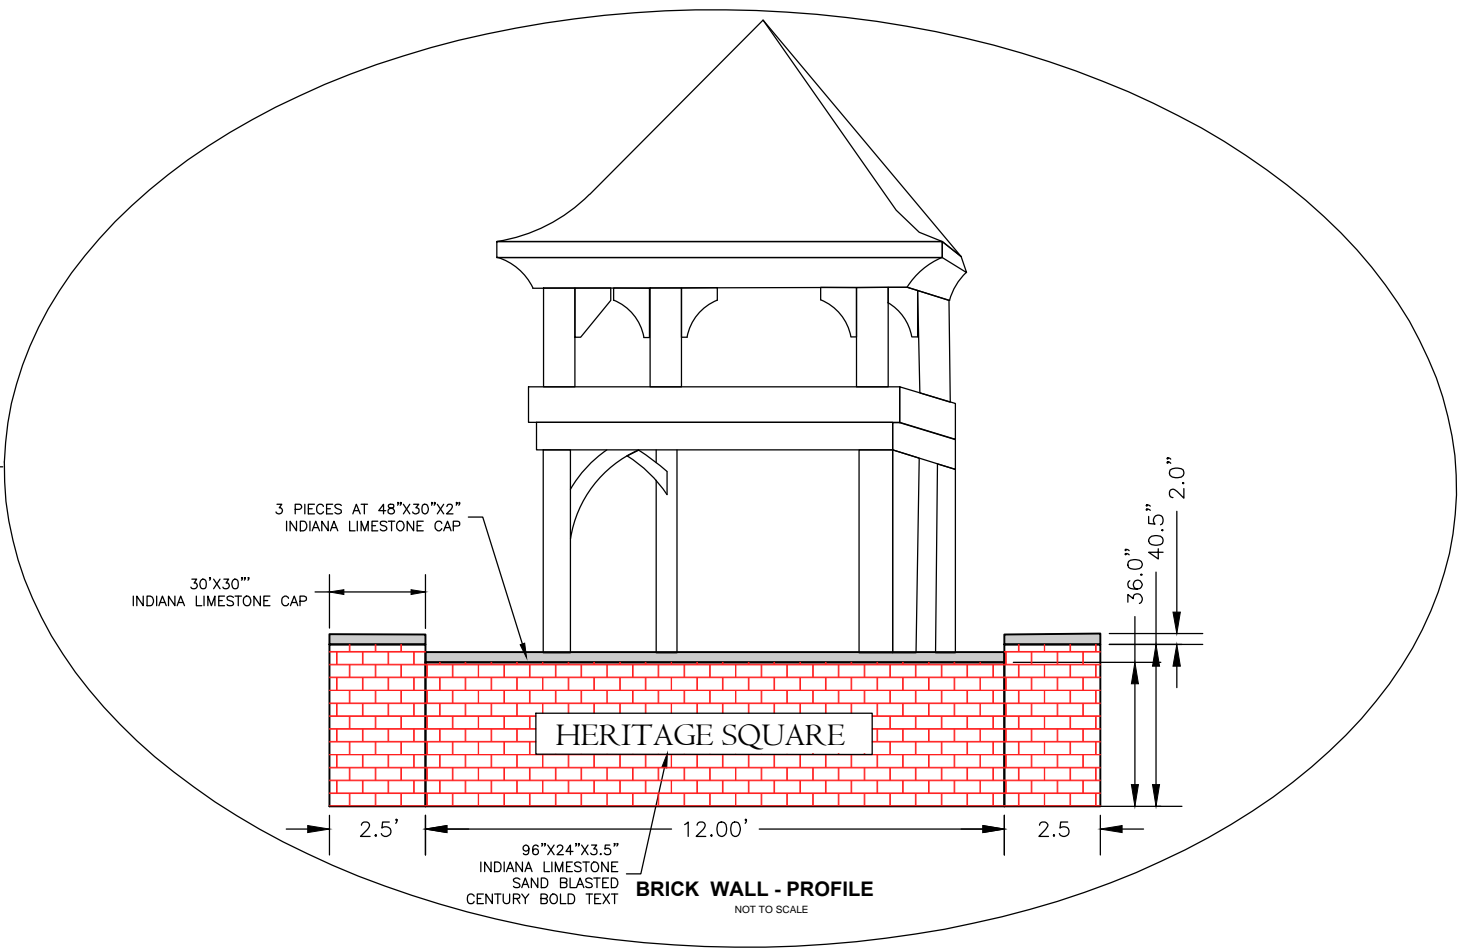 3 PIECES AT 48"X30"X2"
INDIANA LIMESTONE CAP
30'X30"'
INDIANA LIMESTONE CAP
2.0"
40.5"
36.0"
HERITAGE SQUARE
2.5'
12.00'
2.5
96"X24"X3.5"
INDIANA LIMESTONE
SAND BLASTED
CENTURY BOLD TEXT
BRICK WALL - PROFILE
NOT TO SCALE